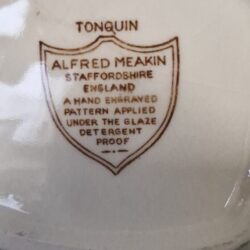 TONQUIN
ALFRED MEAKIN
STAFFORDSHIRE
ENGLAND
A HAND ENGRAVED
PATTERN APPLIED
UNDER THE GLAZE
DETERGENT
PROOF